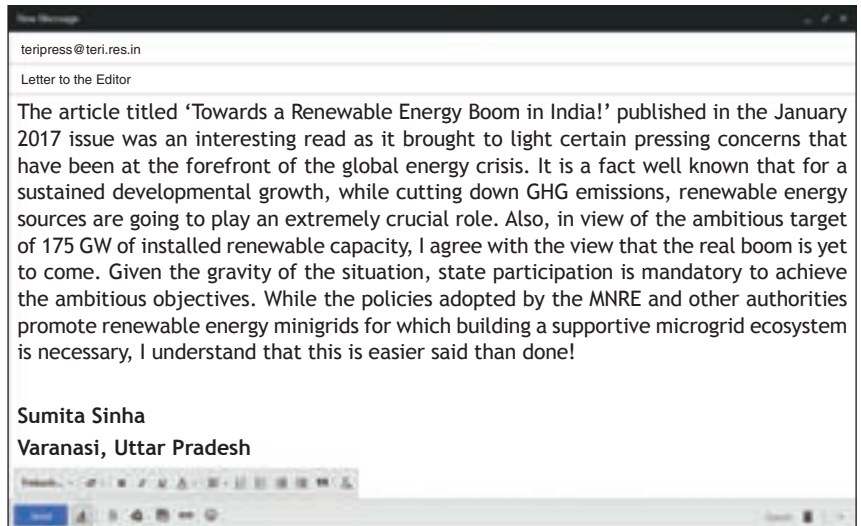 New Message
teripress@teri.res.in
Letter to the Editor
The article titled ‘Towards a Renewable Energy Boom in India!’ published in the January
2017 issue was an interesting read as it brought to light certain pressing concerns that
have been at the forefront of the global energy crisis. It is a fact well known that for a
sustained developmental growth, while cutting down GHG emissions, renewable energy
sources are going to play an extremely crucial role. Also, in view of the ambitious target
of 175 GW of installed renewable capacity, I agree with the view that the real boom is yet
to come. Given the gravity of the situation, state participation is mandatory to achieve
the ambitious objectives. While the policies adopted by the MNRE and other authorities
promote renewable energy minigrids for which building a supportive microgrid ecosystem
is necessary, I understand that this is easier said than done!
Sumita Sinha
Varanasi, Uttar Pradesh